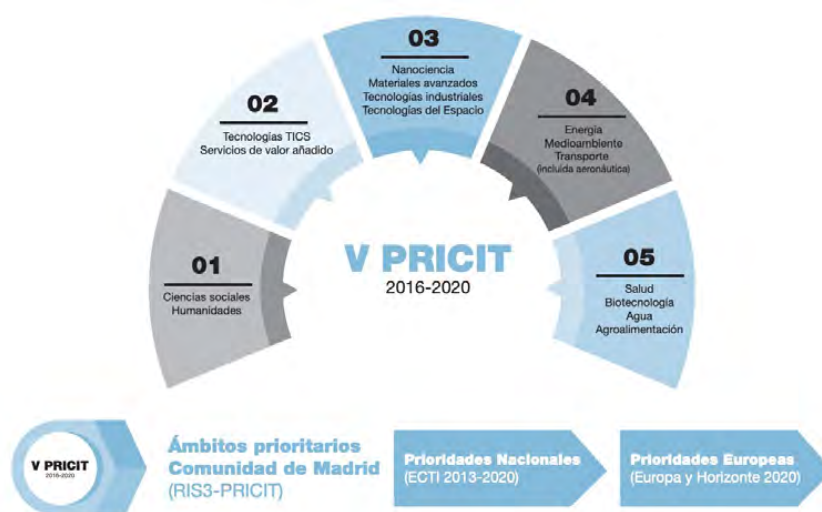 03
Nanociencia
Materiales avanzados
Tecnologías industriales
Tecnologías del Espacio
02
Tecnologías TICS
Servicios de valor añadido
04
Energía
Medioambiente
Transporte
(incluida aeronáutica)
01
Ciencias sociales
Humanidades
V PRICIT
2016-2020
05
Salud
Biotecnología
Agua
Agroalimentación
V PRICIT
2016-2020
Ámbitos prioritarios
Comunidad de Madrid
(RIS3-PRICIT)
Prioridades Nacionales
(ECTI 2013-2020)
Prioridades Europeas
(Europa y Horizonte 2020)